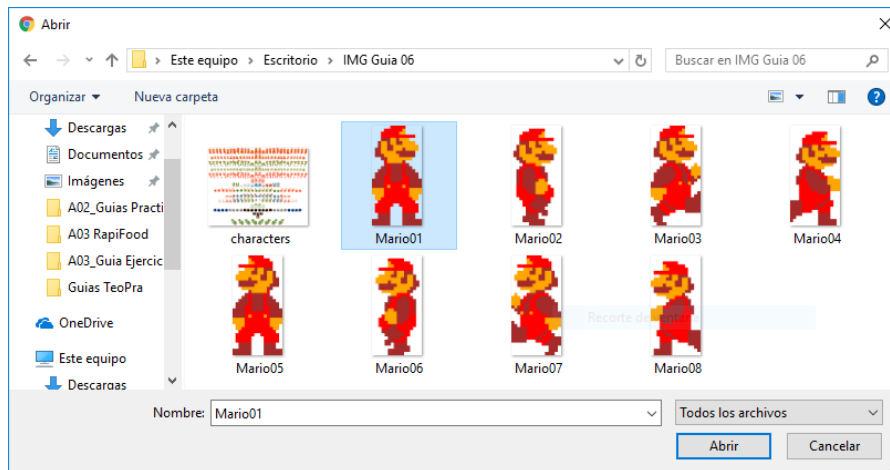 Abrir
Este equipo > Escritorio > IMG Guia 06
Buscar en IMG Guia 06
Organizar
Nueva carpeta
Descargas
Documentos
Imágenes
A02_Guias Practi
A03 RapiFood
A03_Guia Ejercic
Guias TeoPra
OneDrive
Este equipo
Descargas
characters
Mario01
Mario02
Mario03
Mario04
Mario05
Mario06
Mario07
Mario08
Recorte de
Nombre:
Mario01
Todos los archivos
Abrir
Cancelar